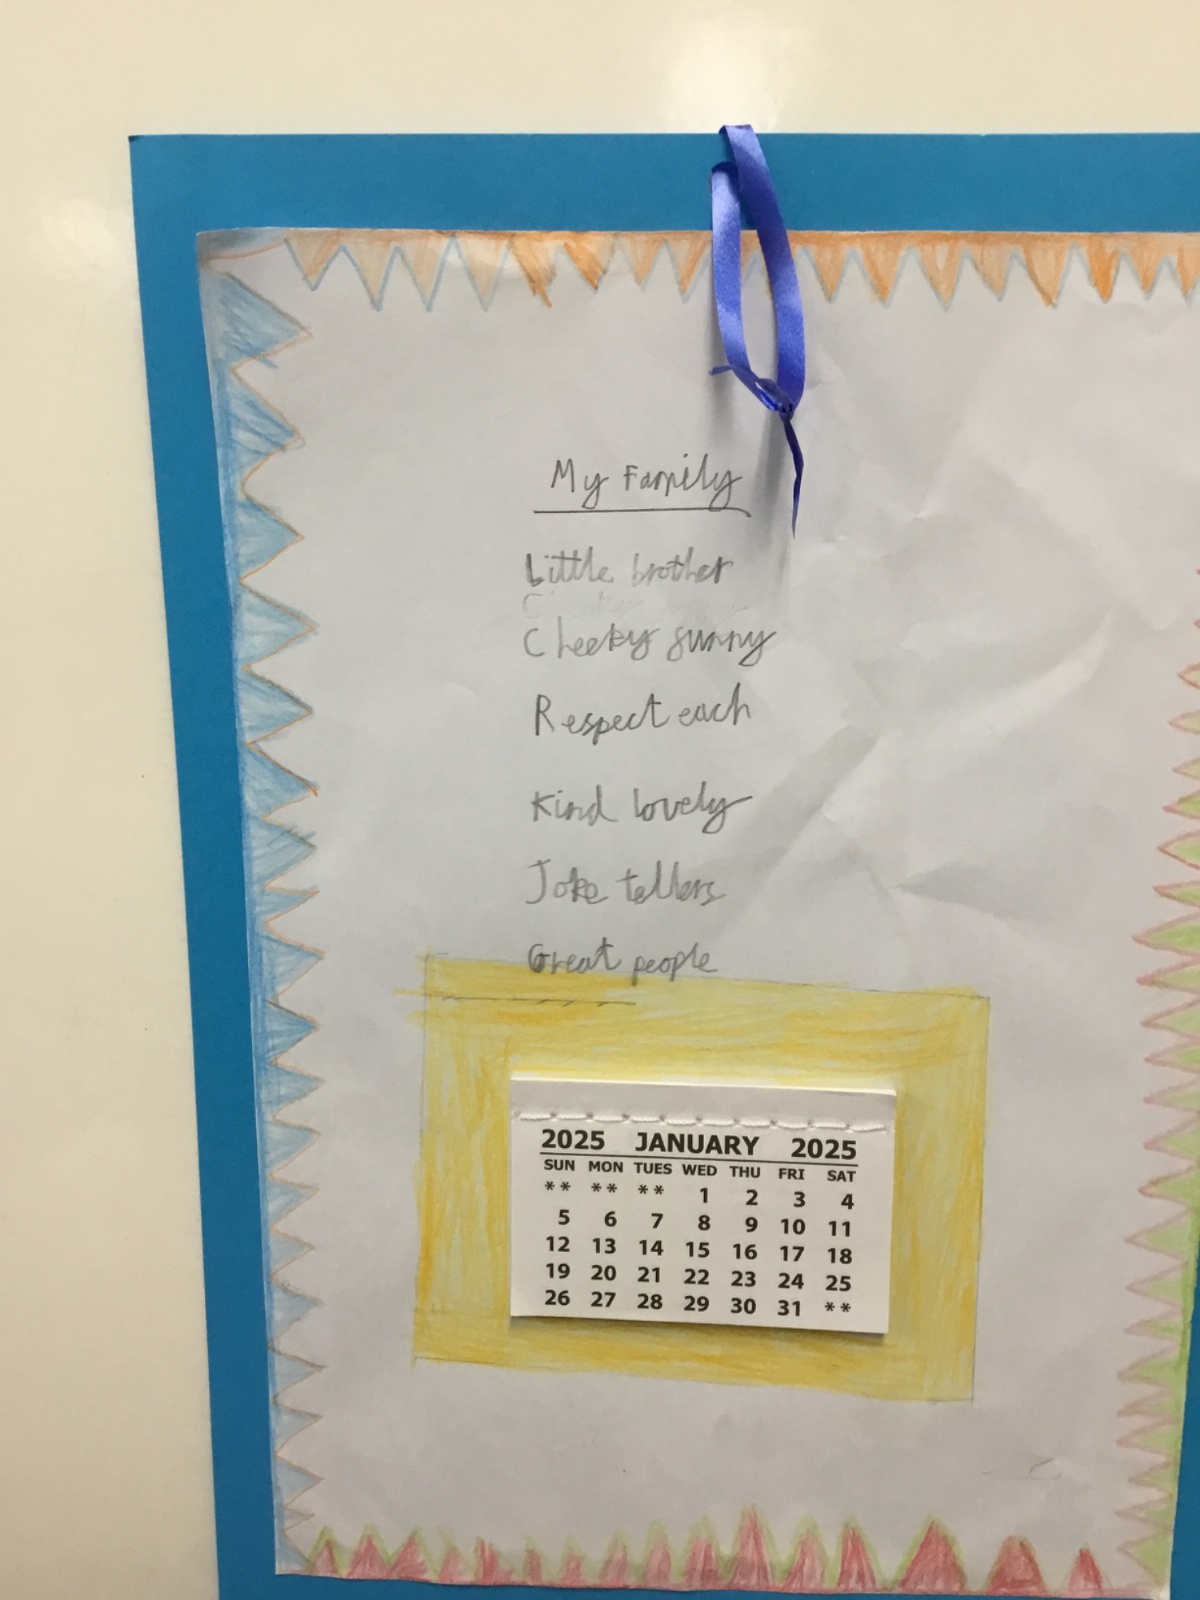 My Family
Little brother
Cheeky funny
Respect each
Kind lovely
Joke tellers
Great people
2025 JANUARY 2025
SUN MON TUES WED THU FRI SAT
** ** ** 1 2 3 4
5 6 7 8 9 10 11
12 13 14 15 16 17 18
19 20 21 22 23 24 25
26 27 28 29 30 31 **